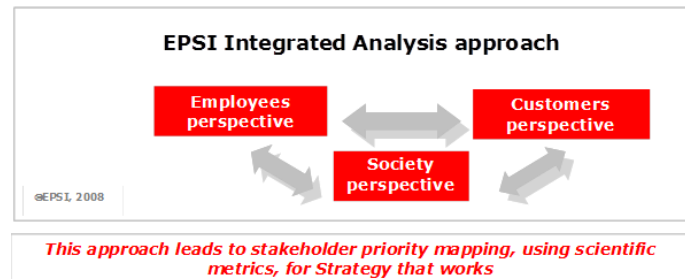 EPSI Integrated Analysis approach
Employees
perspective
Customers
perspective
Society
perspective
@EPSI, 2008
This approach leads to stakeholder priority mapping, using scientific
metrics, for Strategy that works